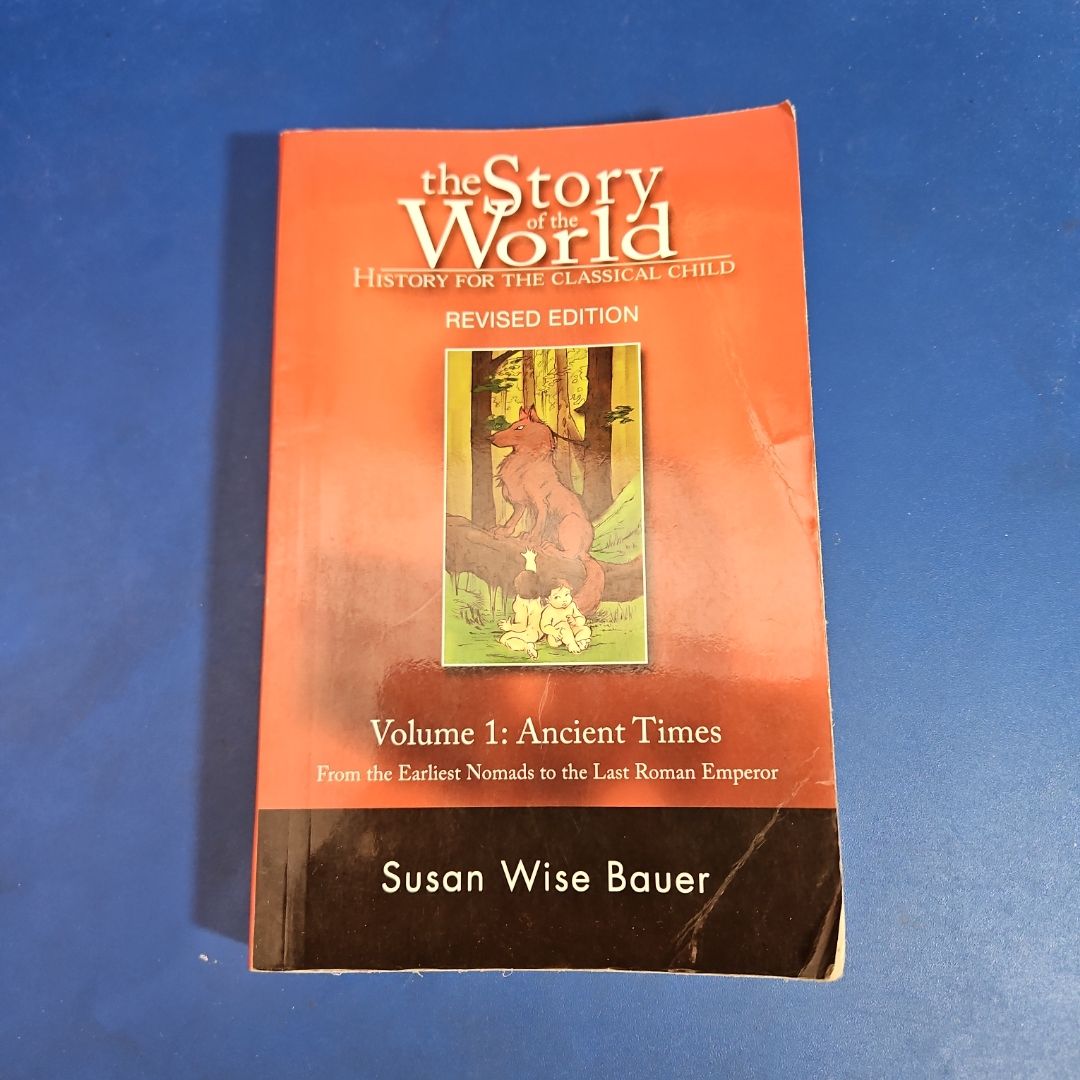 the Story
of the
World
HISTORY FOR THE CLASSICAL CHILD
REVISED EDITION
Volume 1: Ancient Times
From the Earliest Nomads to the Last Roman Emperor
Susan Wise Bauer